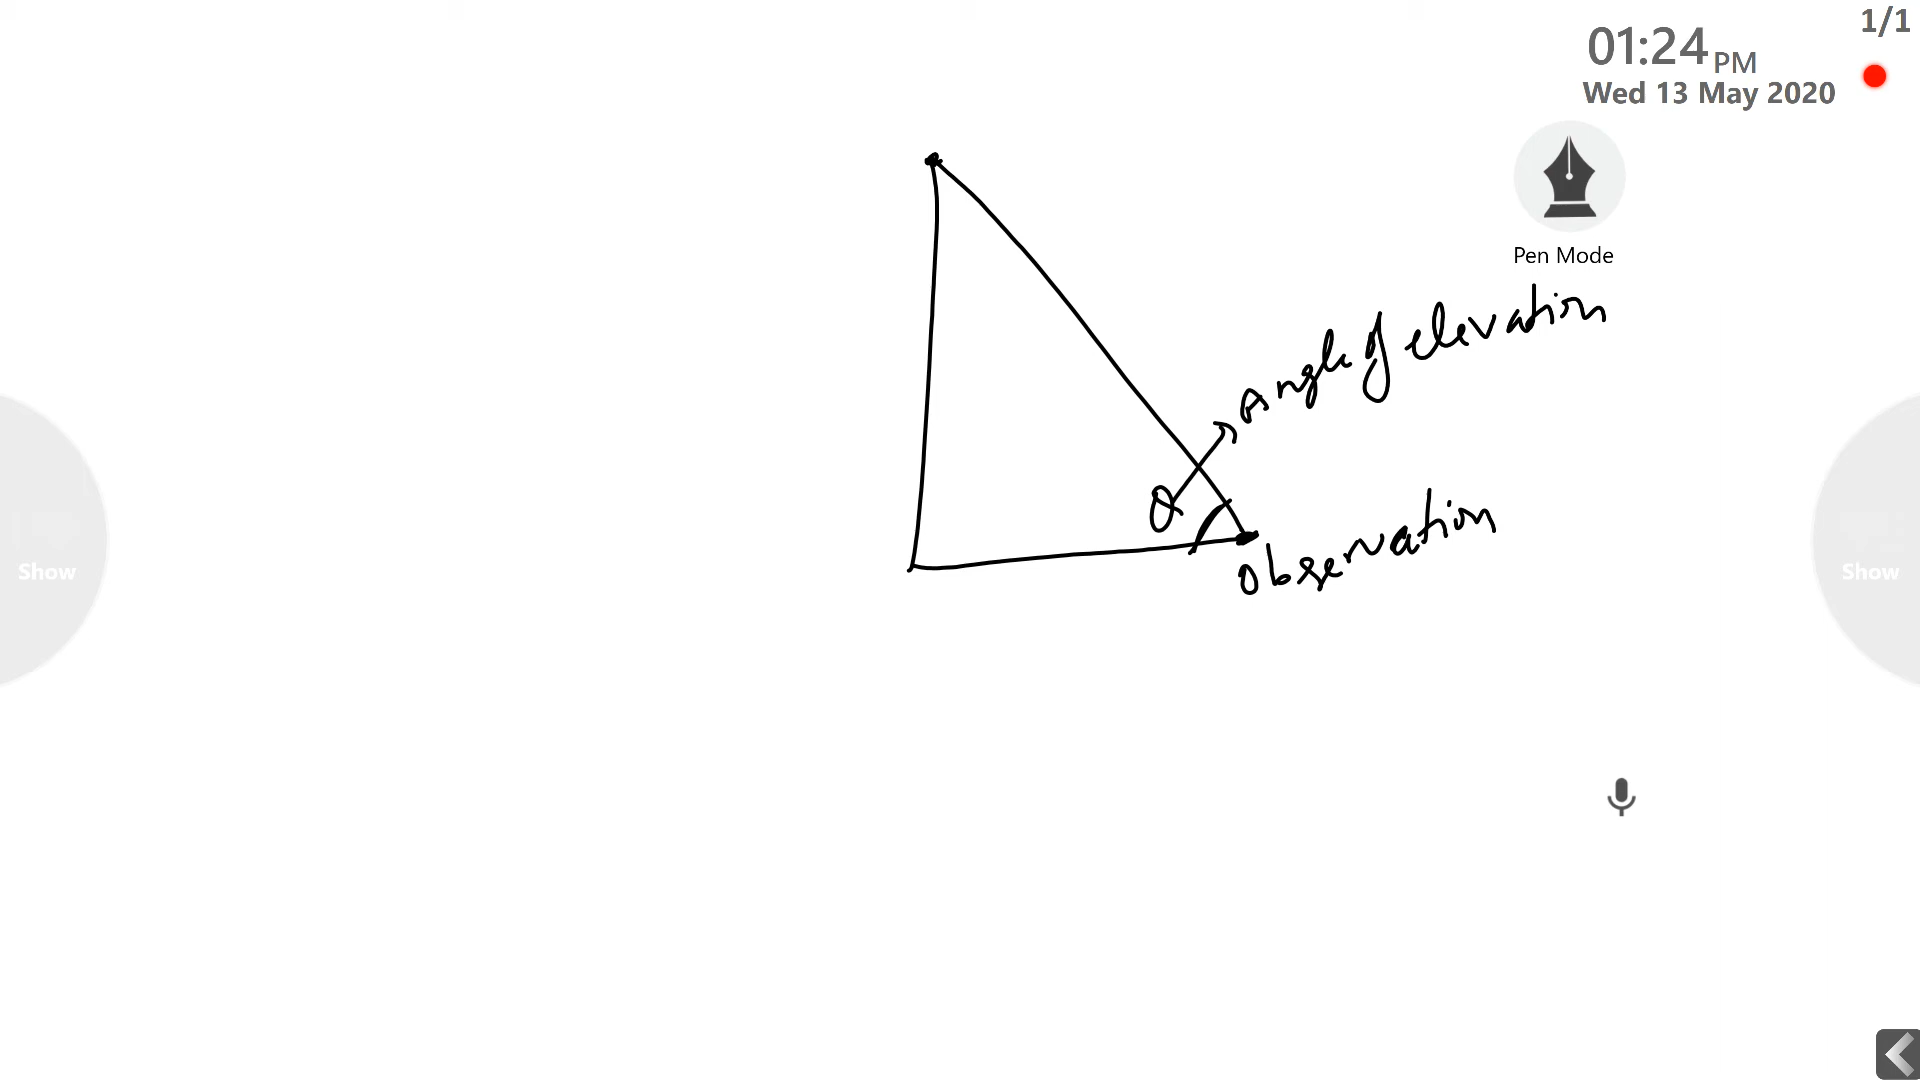 1/1
01:24 PM
Wed 13 May 2020
Pen Mode
Angle of elevation
θ
Observation
Show
Show